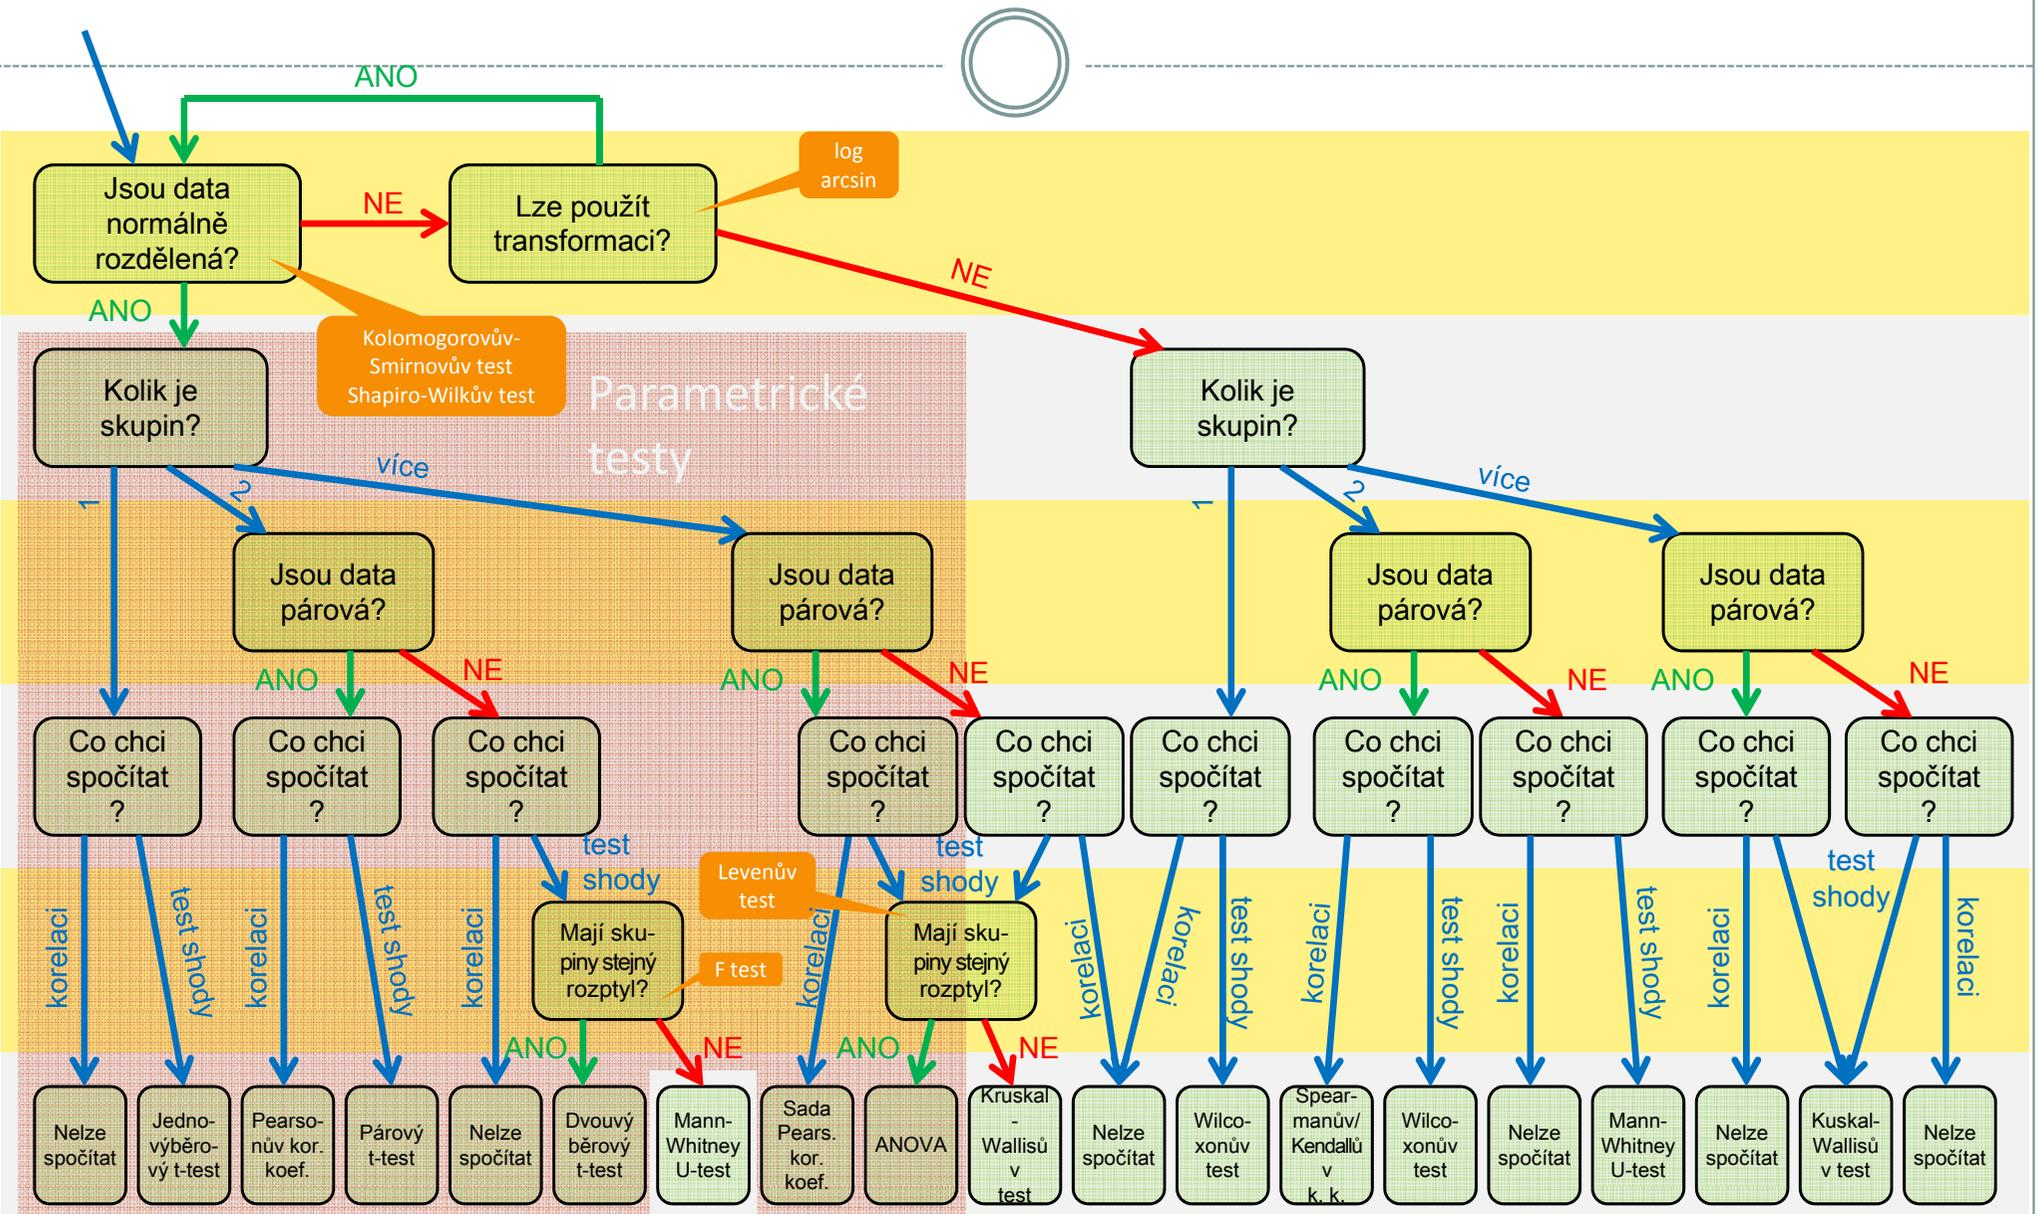 ANO
log
arcsin
Jsou data
normálně
rozdělená?
NE
Lze použít
transformaci?
NE
ANO
Kolomogorovův-
Smirnovův test
Shapiro-Wilkův test
Parametrické
testy
Kolik je
skupin?
Kolik je
skupin?
1
2
více
1
2
více
Jsou data
párová?
Jsou data
párová?
Jsou data
párová?
Jsou data
párová?
ANO
NE
ANO
NE
ANO
NE
ANO
NE
Co chci
spočítat
?
Co chci
spočítat
?
Co chci
spočítat
?
Co chci
spočítat
?
Co chci
spočítat
?
Co chci
spočítat
?
Co chci
spočítat
?
Co chci
spočítat
?
Co chci
spočítat
?
Co chci
spočítat
?
korelaci
test shody
korelaci
test shody
korelaci
test
shody
Levenův
test
korelaci
test
shody
korelaci
korelaci
test shody
korelaci
test shody
korelaci
test shody
korelaci
test
shody
korelaci
Mají sku-
piny stejný
rozptyl?
F test
Mají sku-
piny stejný
rozptyl?
ANO
NE
ANO
NE
Nelze
spočítat
Jedno-
výběro-
vý t-test
Pearso-
nův kor.
koef.
Párový
t-test
Nelze
spočítat
Dvouvý
běrový
t-test
Mann-
Whitney
U-test
Sada
Pears.
kor.
koef.
ANOVA
Kruskal
-
Wallisů
v
test
Nelze
spočítat
Wilco-
xonův
test
Spear-
manův/
Kendallů
v
k. k.
Wilco-
xonův
test
Nelze
spočítat
Mann-
Whitney
U-test
Nelze
spočítat
Kuskal-
Wallisů
v test
Nelze
spočítat